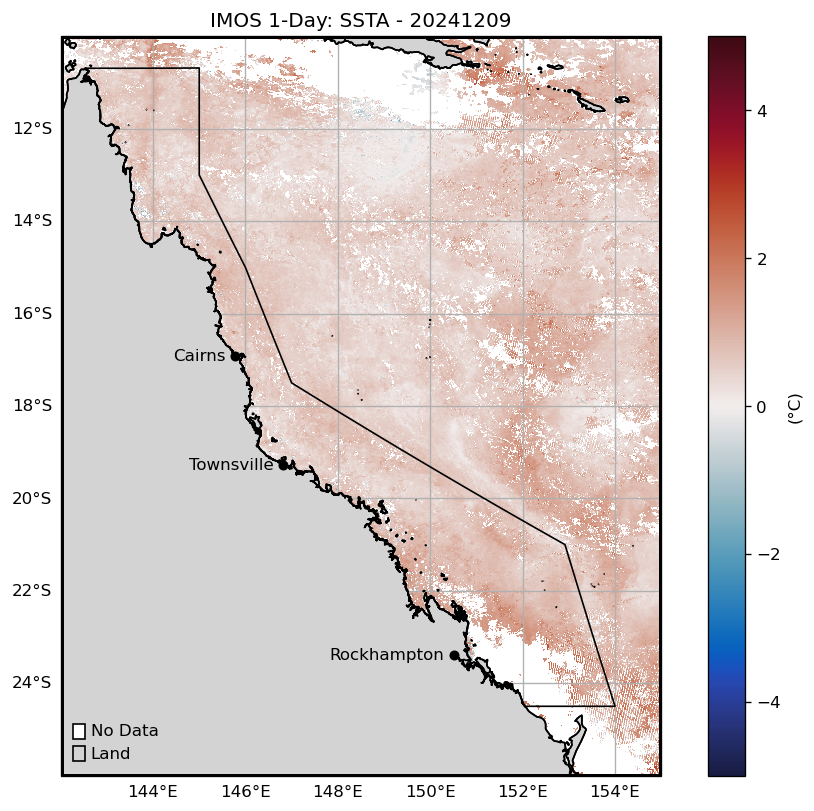 IMOS 1-Day: SSTA - 20241209
12°S
14°S
16°S
18°S
20°S
22°S
24°S
Cairns
Townsville
Rockhampton
No Data
Land
144°E
146°E
148°E
150°E
152°E
154°E
4
2
0
−2
−4
(°C)